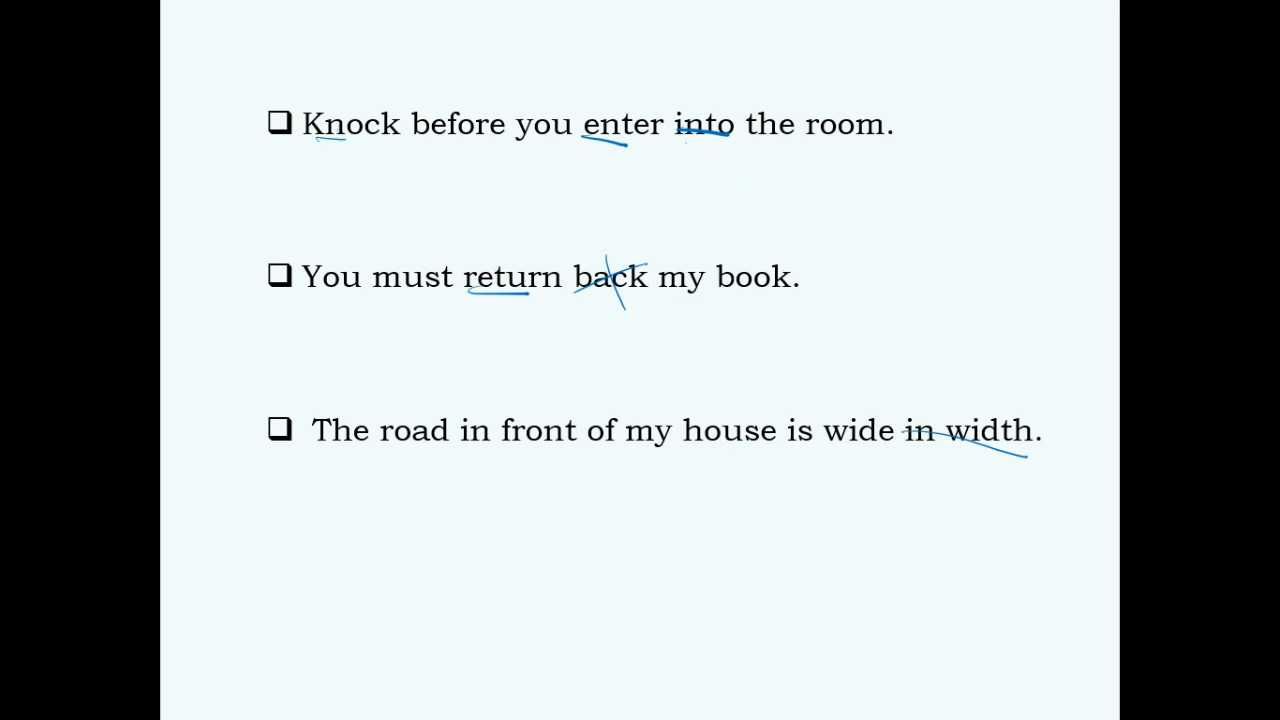 ❑ Knock before you enter into the room.
❑ You must return back my book.
❑ The road in front of my house is wide in width.